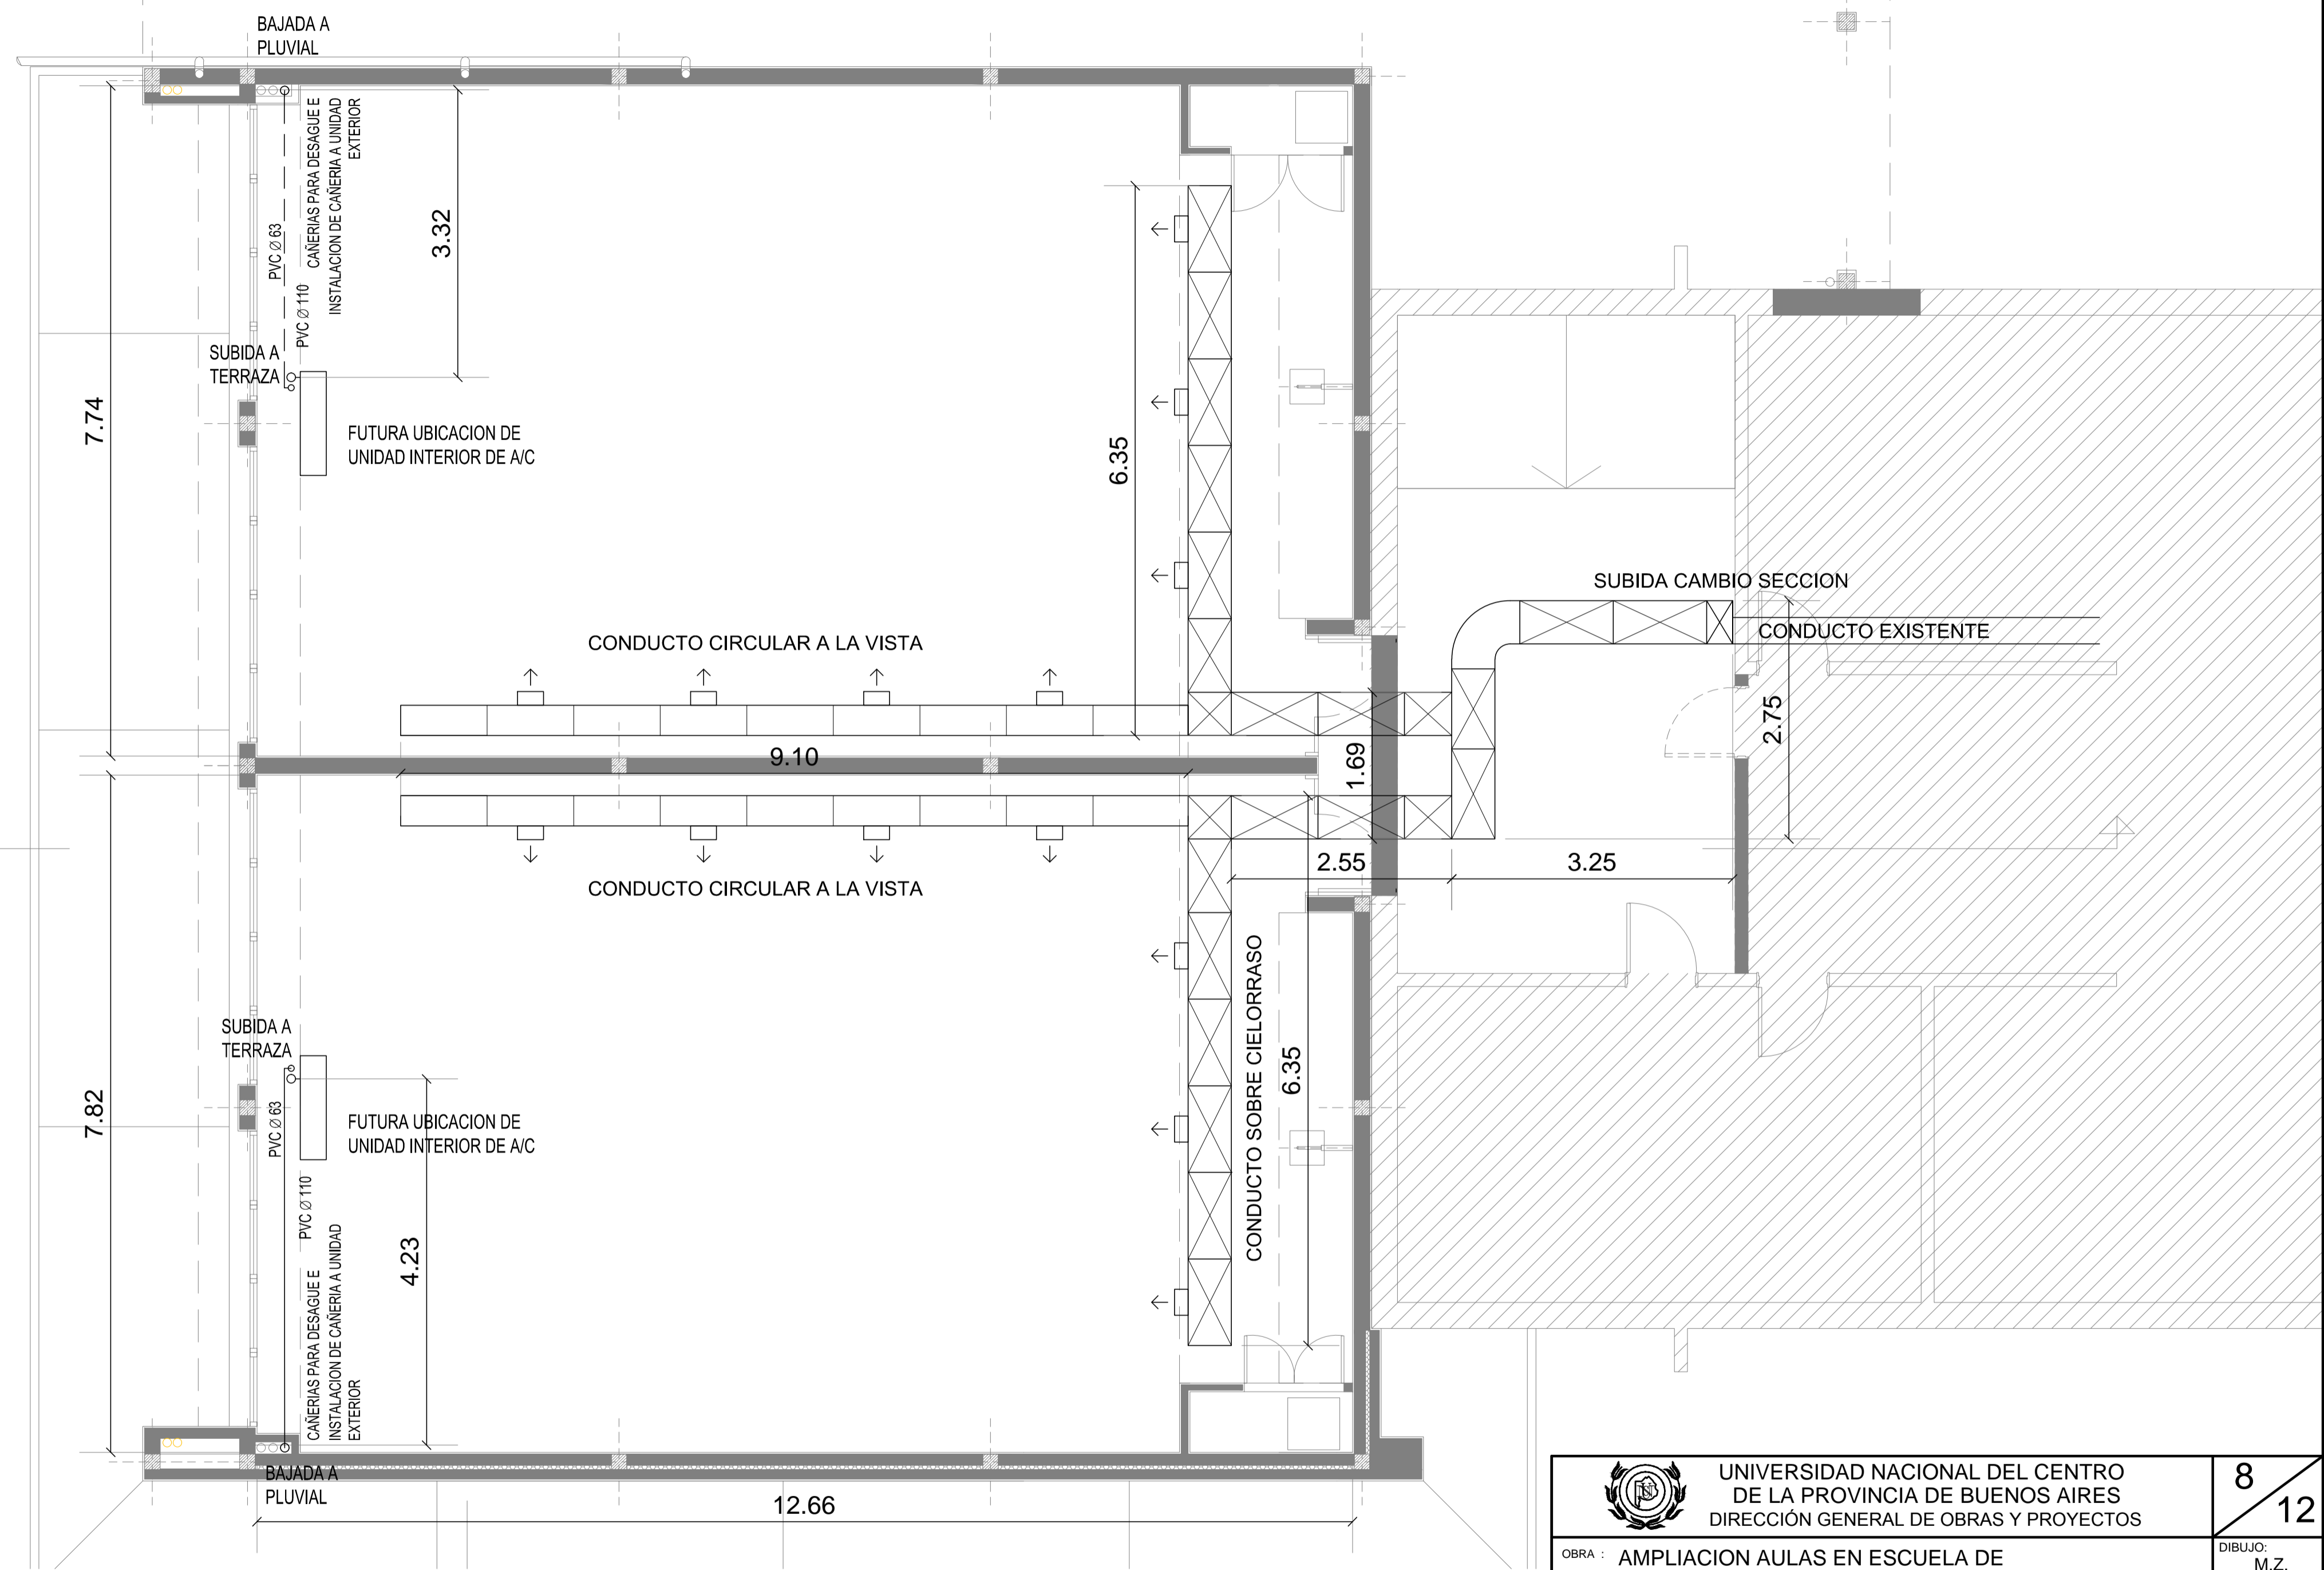 BAJADA A
PLUVIAL
CAÑERIAS PARA DESAGUE E
INSTALACION DE CAÑERIA A UNIDAD
EXTERIOR
PVC Ø 63
PVC Ø 110
3.32
SUBIDA A
TERRAZA
7.74
FUTURA UBICACION DE
UNIDAD INTERIOR DE A/C
6.35
SUBIDA CAMBIO SECCION
CONDUCTO EXISTENTE
CONDUCTO CIRCULAR A LA VISTA
2.75
9.10
1.69
2.55
3.25
CONDUCTO CIRCULAR A LA VISTA
CONDUCTO SOBRE CIELORRASO
6.35
SUBIDA A
TERRAZA
7.82
PVC Ø 63
FUTURA UBICACION DE
UNIDAD INTERIOR DE A/C
PVC Ø 110
4.23
CAÑERIAS PARA DESAGUE E
INSTALACION DE CAÑERIA A UNIDAD
EXTERIOR
BAJADA A
PLUVIAL
12.66
UNIVERSIDAD NACIONAL DEL CENTRO
DE LA PROVINCIA DE BUENOS AIRES
DIRECCIÓN GENERAL DE OBRAS Y PROYECTOS
8
12
OBRA : AMPLIACION AULAS EN ESCUELA DE
DIBUJO:
M.Z.